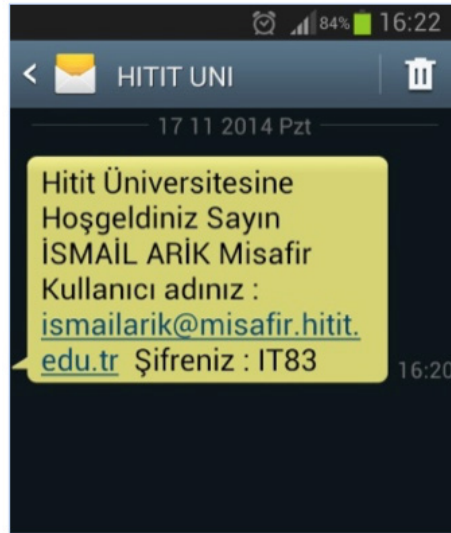 84% 16:22
HITIT UNI
17 11 2014 Pzt
Hitit Üniversitesine
Hoşgeldiniz Sayın
İSMAİL ARİK Misafir
Kullanıcı adınız :
ismailarik@misafir.hitit.
edu.tr Şifreniz : IT83
16:20